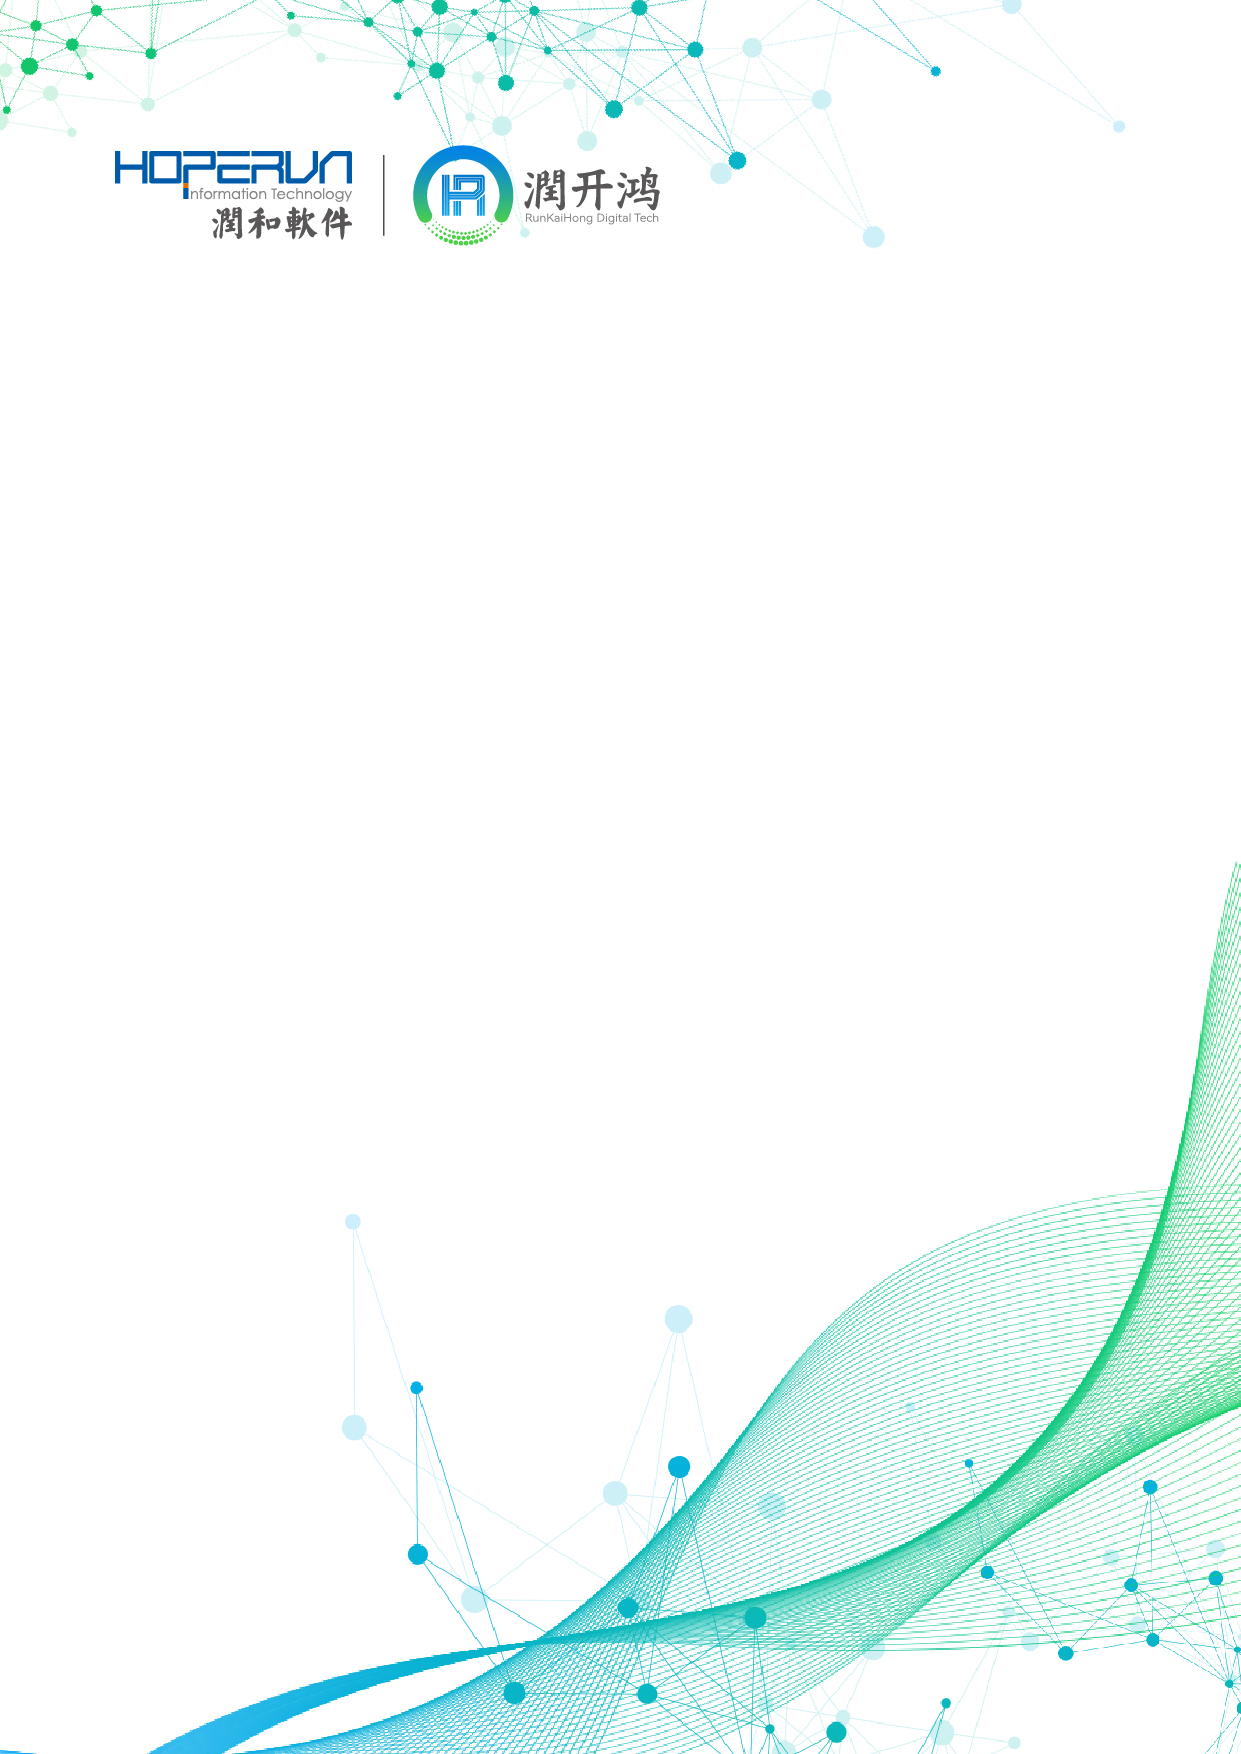 HOPERUN
information Technology
潤和軟件
潤开鸿
RunKaiHong Digital Tech